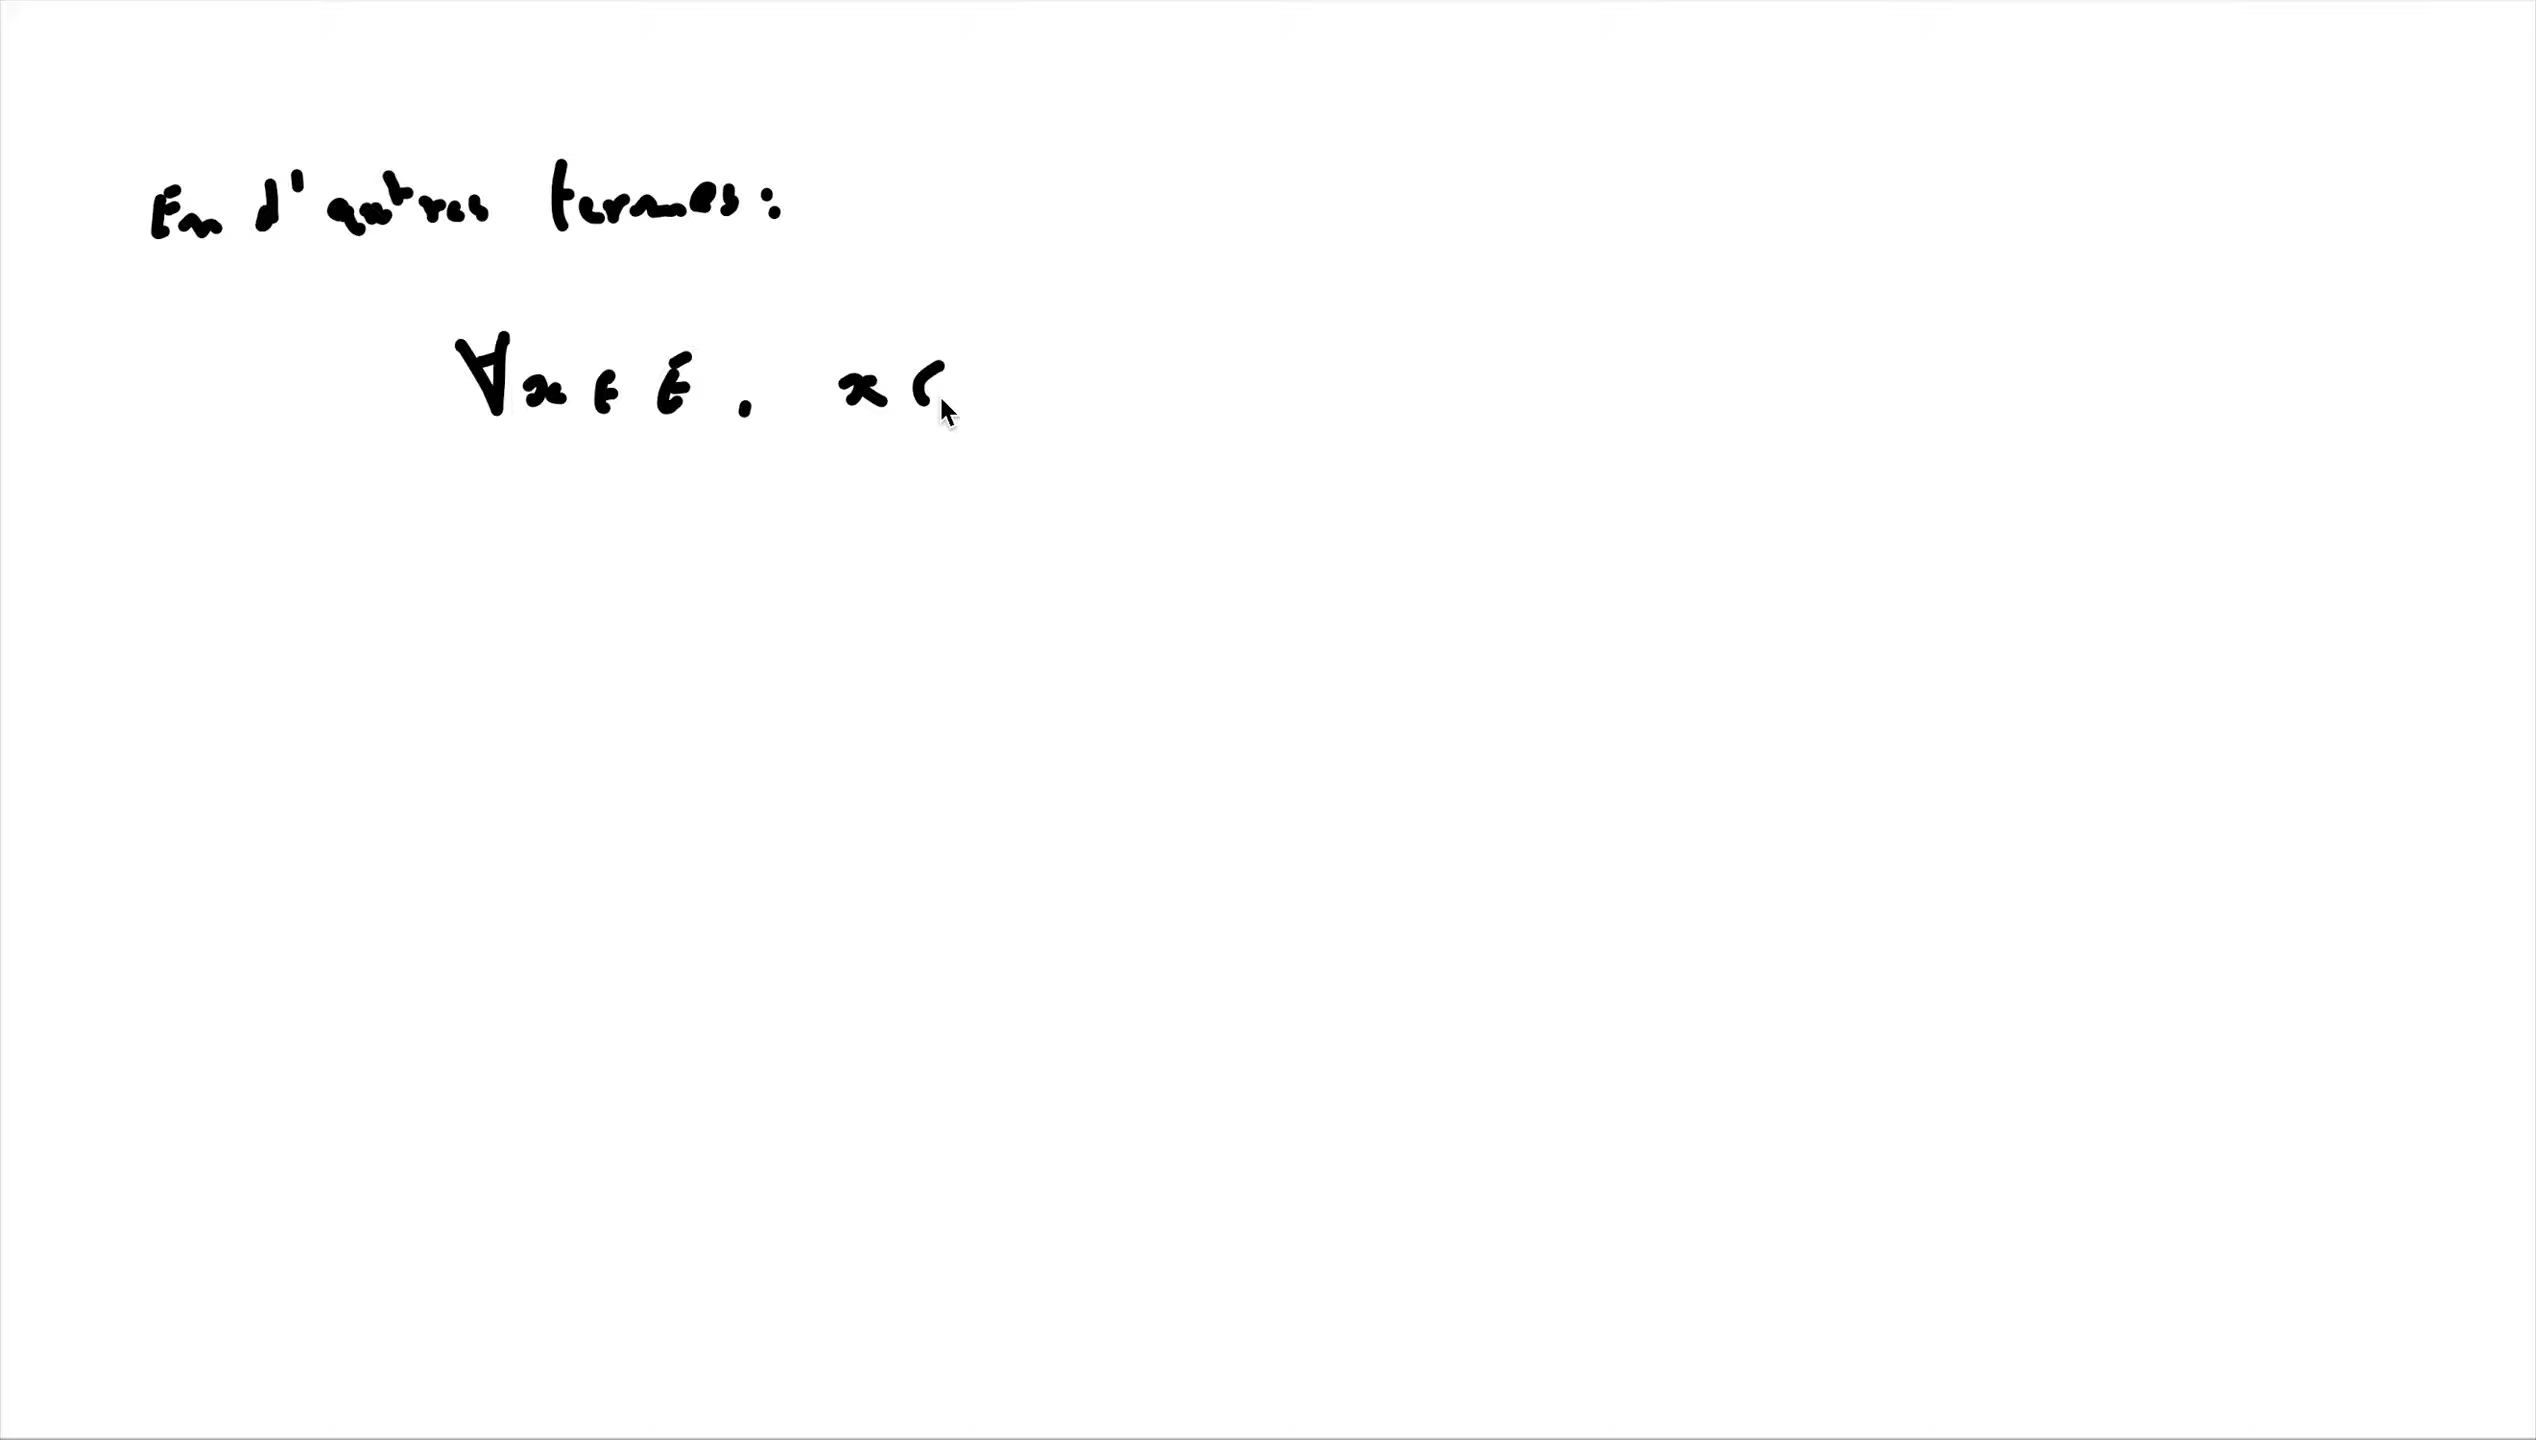 En d'autres termes:
∀x ∈ E . x